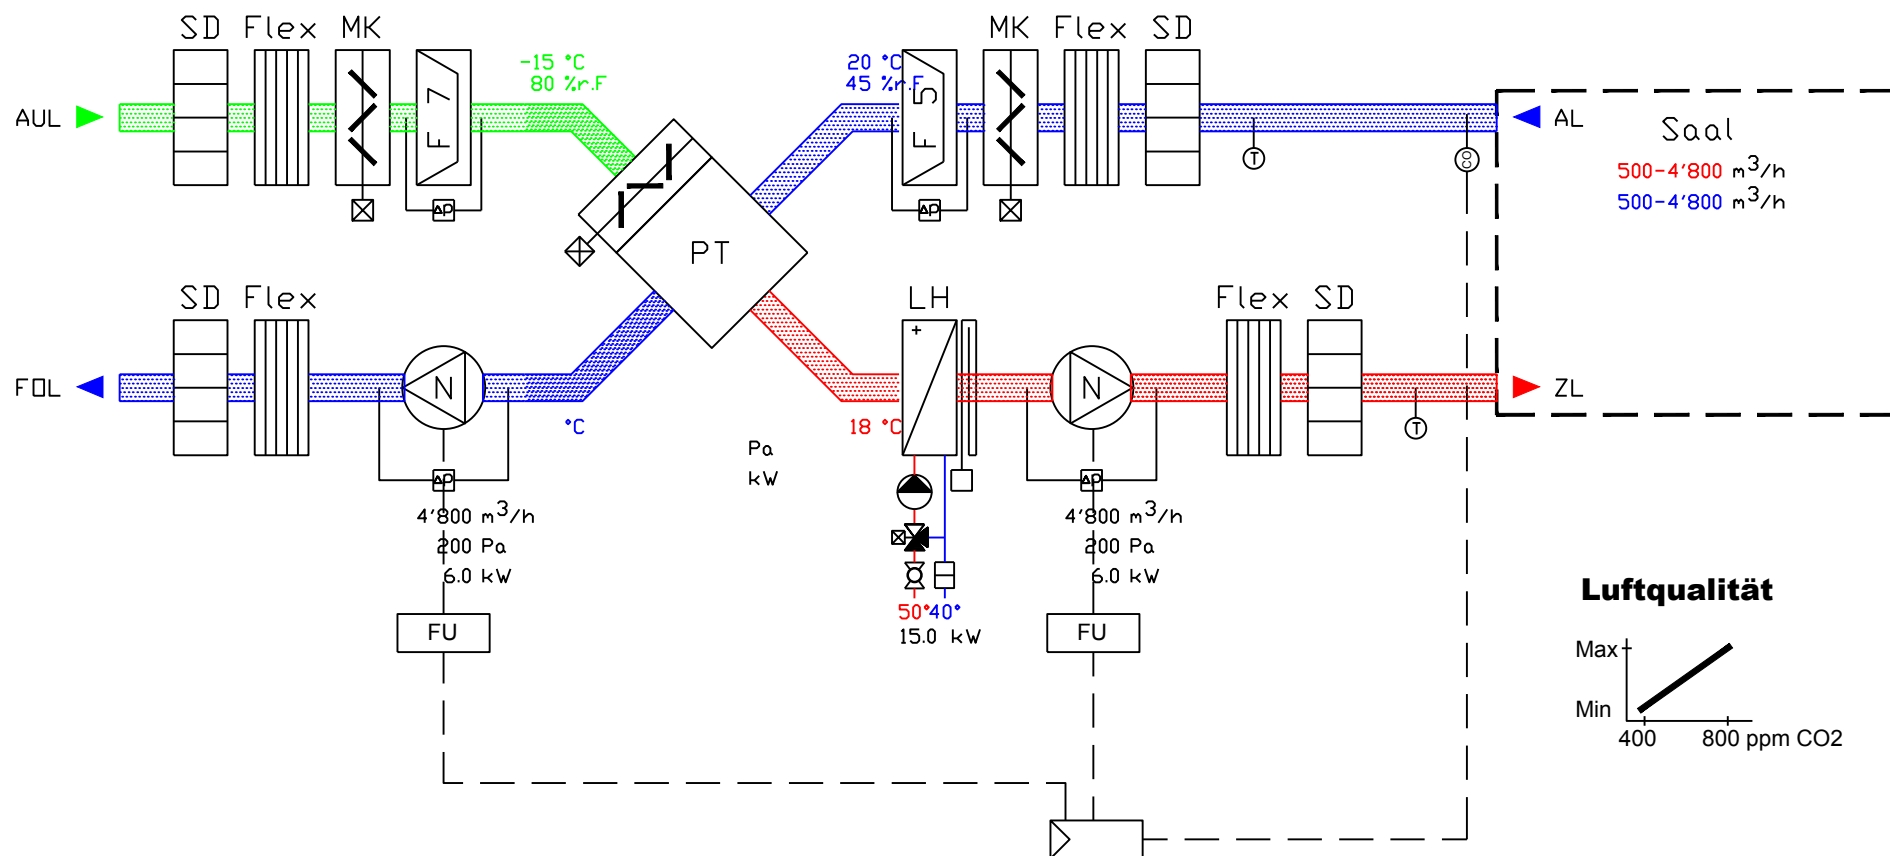 SD Flex MK
-15 °C
80 %r.F
20 °C
45 %r.F
MK Flex SD
AUL
F 7
F 5
AL
Saal
T
CO
500-4'800 m³/h
500-4'800 m³/h
Δp
Δp
PT
SD Flex
LH
Flex SD
+
FOL
N
N
ZL
°C
18 °C
T
Pa
kW
Δp
Δp
4'800 m³/h
200 Pa
6.0 kW
4'800 m³/h
200 Pa
6.0 kW
50° 40°
15.0 kW
FU
FU
Luftqualität
Max
Min
400 800 ppm CO2